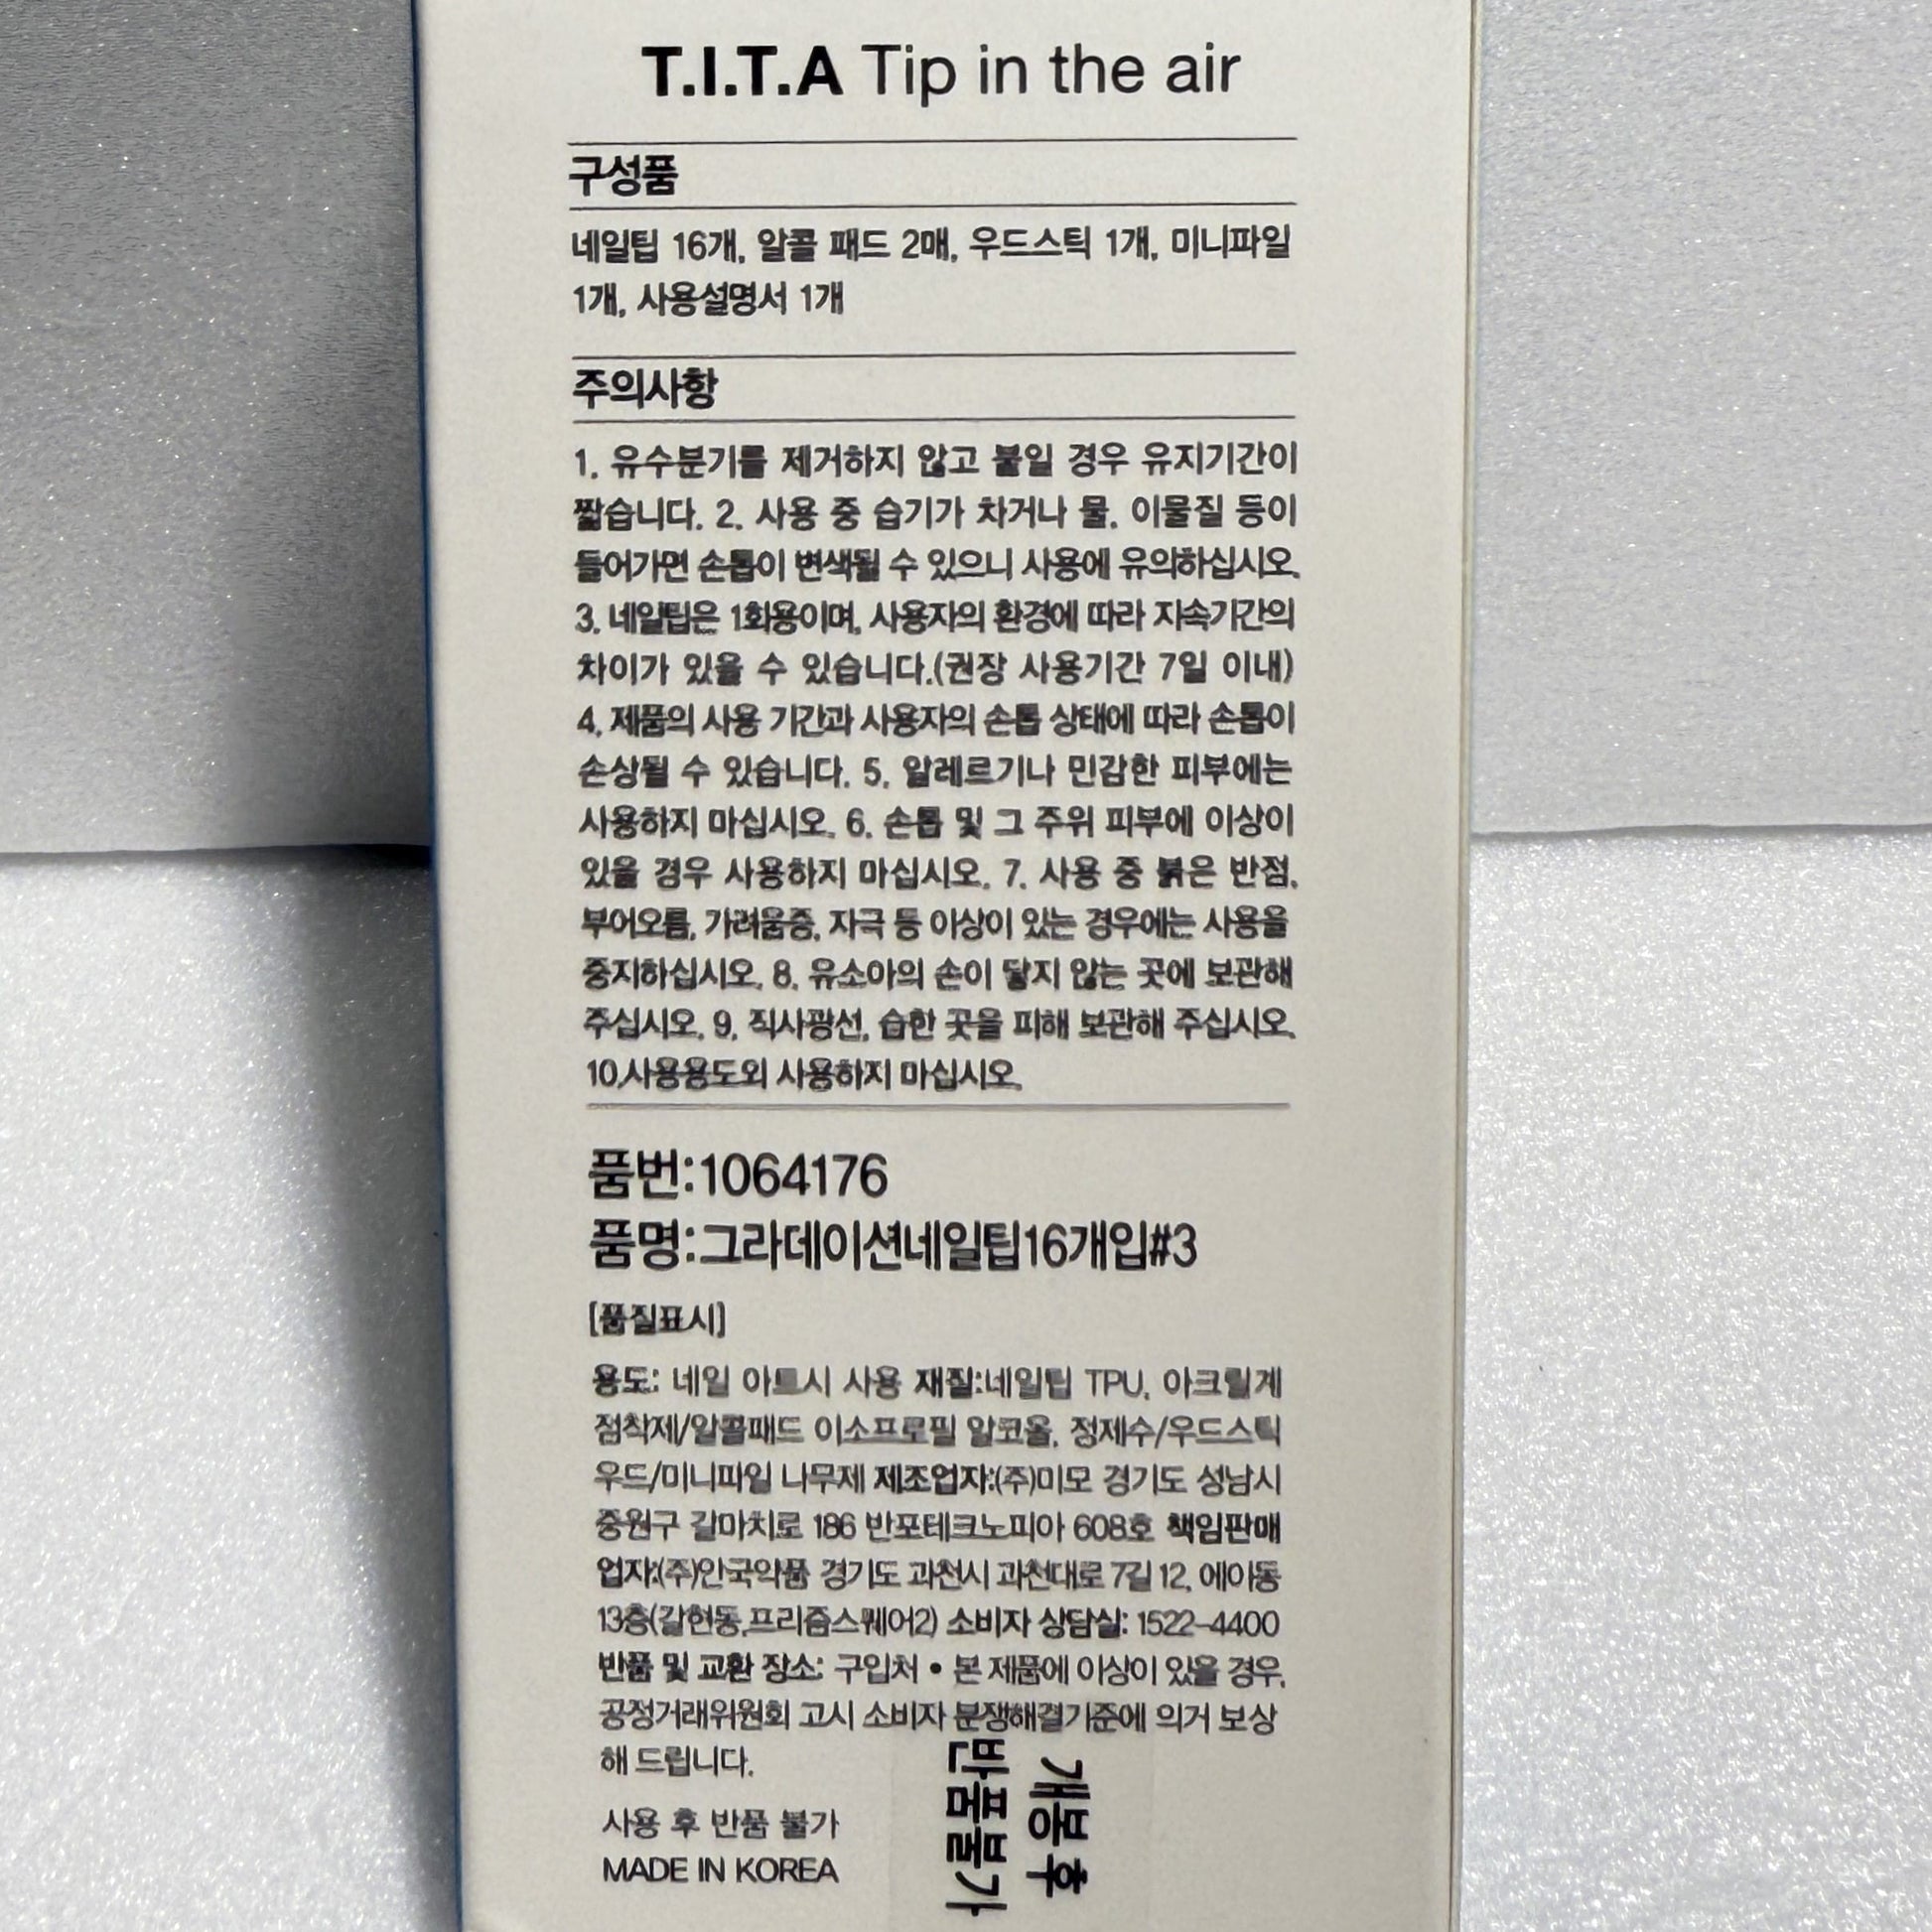 T.I.T.A Tip in the air
구성품
네일팁 16개, 알콜 패드 2매, 우드스틱 1개, 미니파일
1개, 사용설명서 1개
주의사항
1. 유수분기를 제거하지 않고 붙일 경우 유지기간이
짧습니다. 2. 사용 중 습기가 차거나 물, 이물질 등이
들어가면 손톱이 변색될 수 있으니 사용에 유의하십시오.
3. 네일팁은 1회용이며, 사용자의 환경에 따라 지속기간의
차이가 있을 수 있습니다.(권장 사용기간 7일 이내)
4. 제품의 사용 기간과 사용자의 손톱 상태에 따라 손톱이
손상될 수 있습니다. 5. 알레르기나 민감한 피부에는
사용하지 마십시오. 6. 손톱 및 그 주위 피부에 이상이
있을 경우 사용하지 마십시오. 7. 사용 중 붉은 반점,
부어오름, 가려움증, 자극 등 이상이 있는 경우에는 사용을
중지하십시오. 8. 유소아의 손이 닿지 않는 곳에 보관해
주십시오. 9. 직사광선, 습한 곳을 피해 보관해 주십시오.
10.사용용도외 사용하지 마십시오.
품번:1064176
품명:그라데이션네일팁16개입#3
[품질표시]
용도: 네일 아트시 사용 재질:네일팁 TPU, 아크릴계
점착제/알콜패드 이소프로필 알코올, 정제수/우드스틱
우드/미니파일 나무제 제조업자:(주)미모 경기도 성남시
중원구 갈마치로 186 반포테크노피아 608호 책임판매
업자:(주)안국약품 경기도 과천시 과천대로 7길 12, 에이동
13층(갈현동,프리즘스퀘어2) 소비자 상담실: 1522-4400
반품 및 교환 장소: 구입처 • 본 제품에 이상이 있을 경우,
공정거래위원회 고시 소비자 분쟁해결기준에 의거 보상
해 드립니다.
사용 후 반품 불가
MADE IN KOREA
개봉 후
반품불가